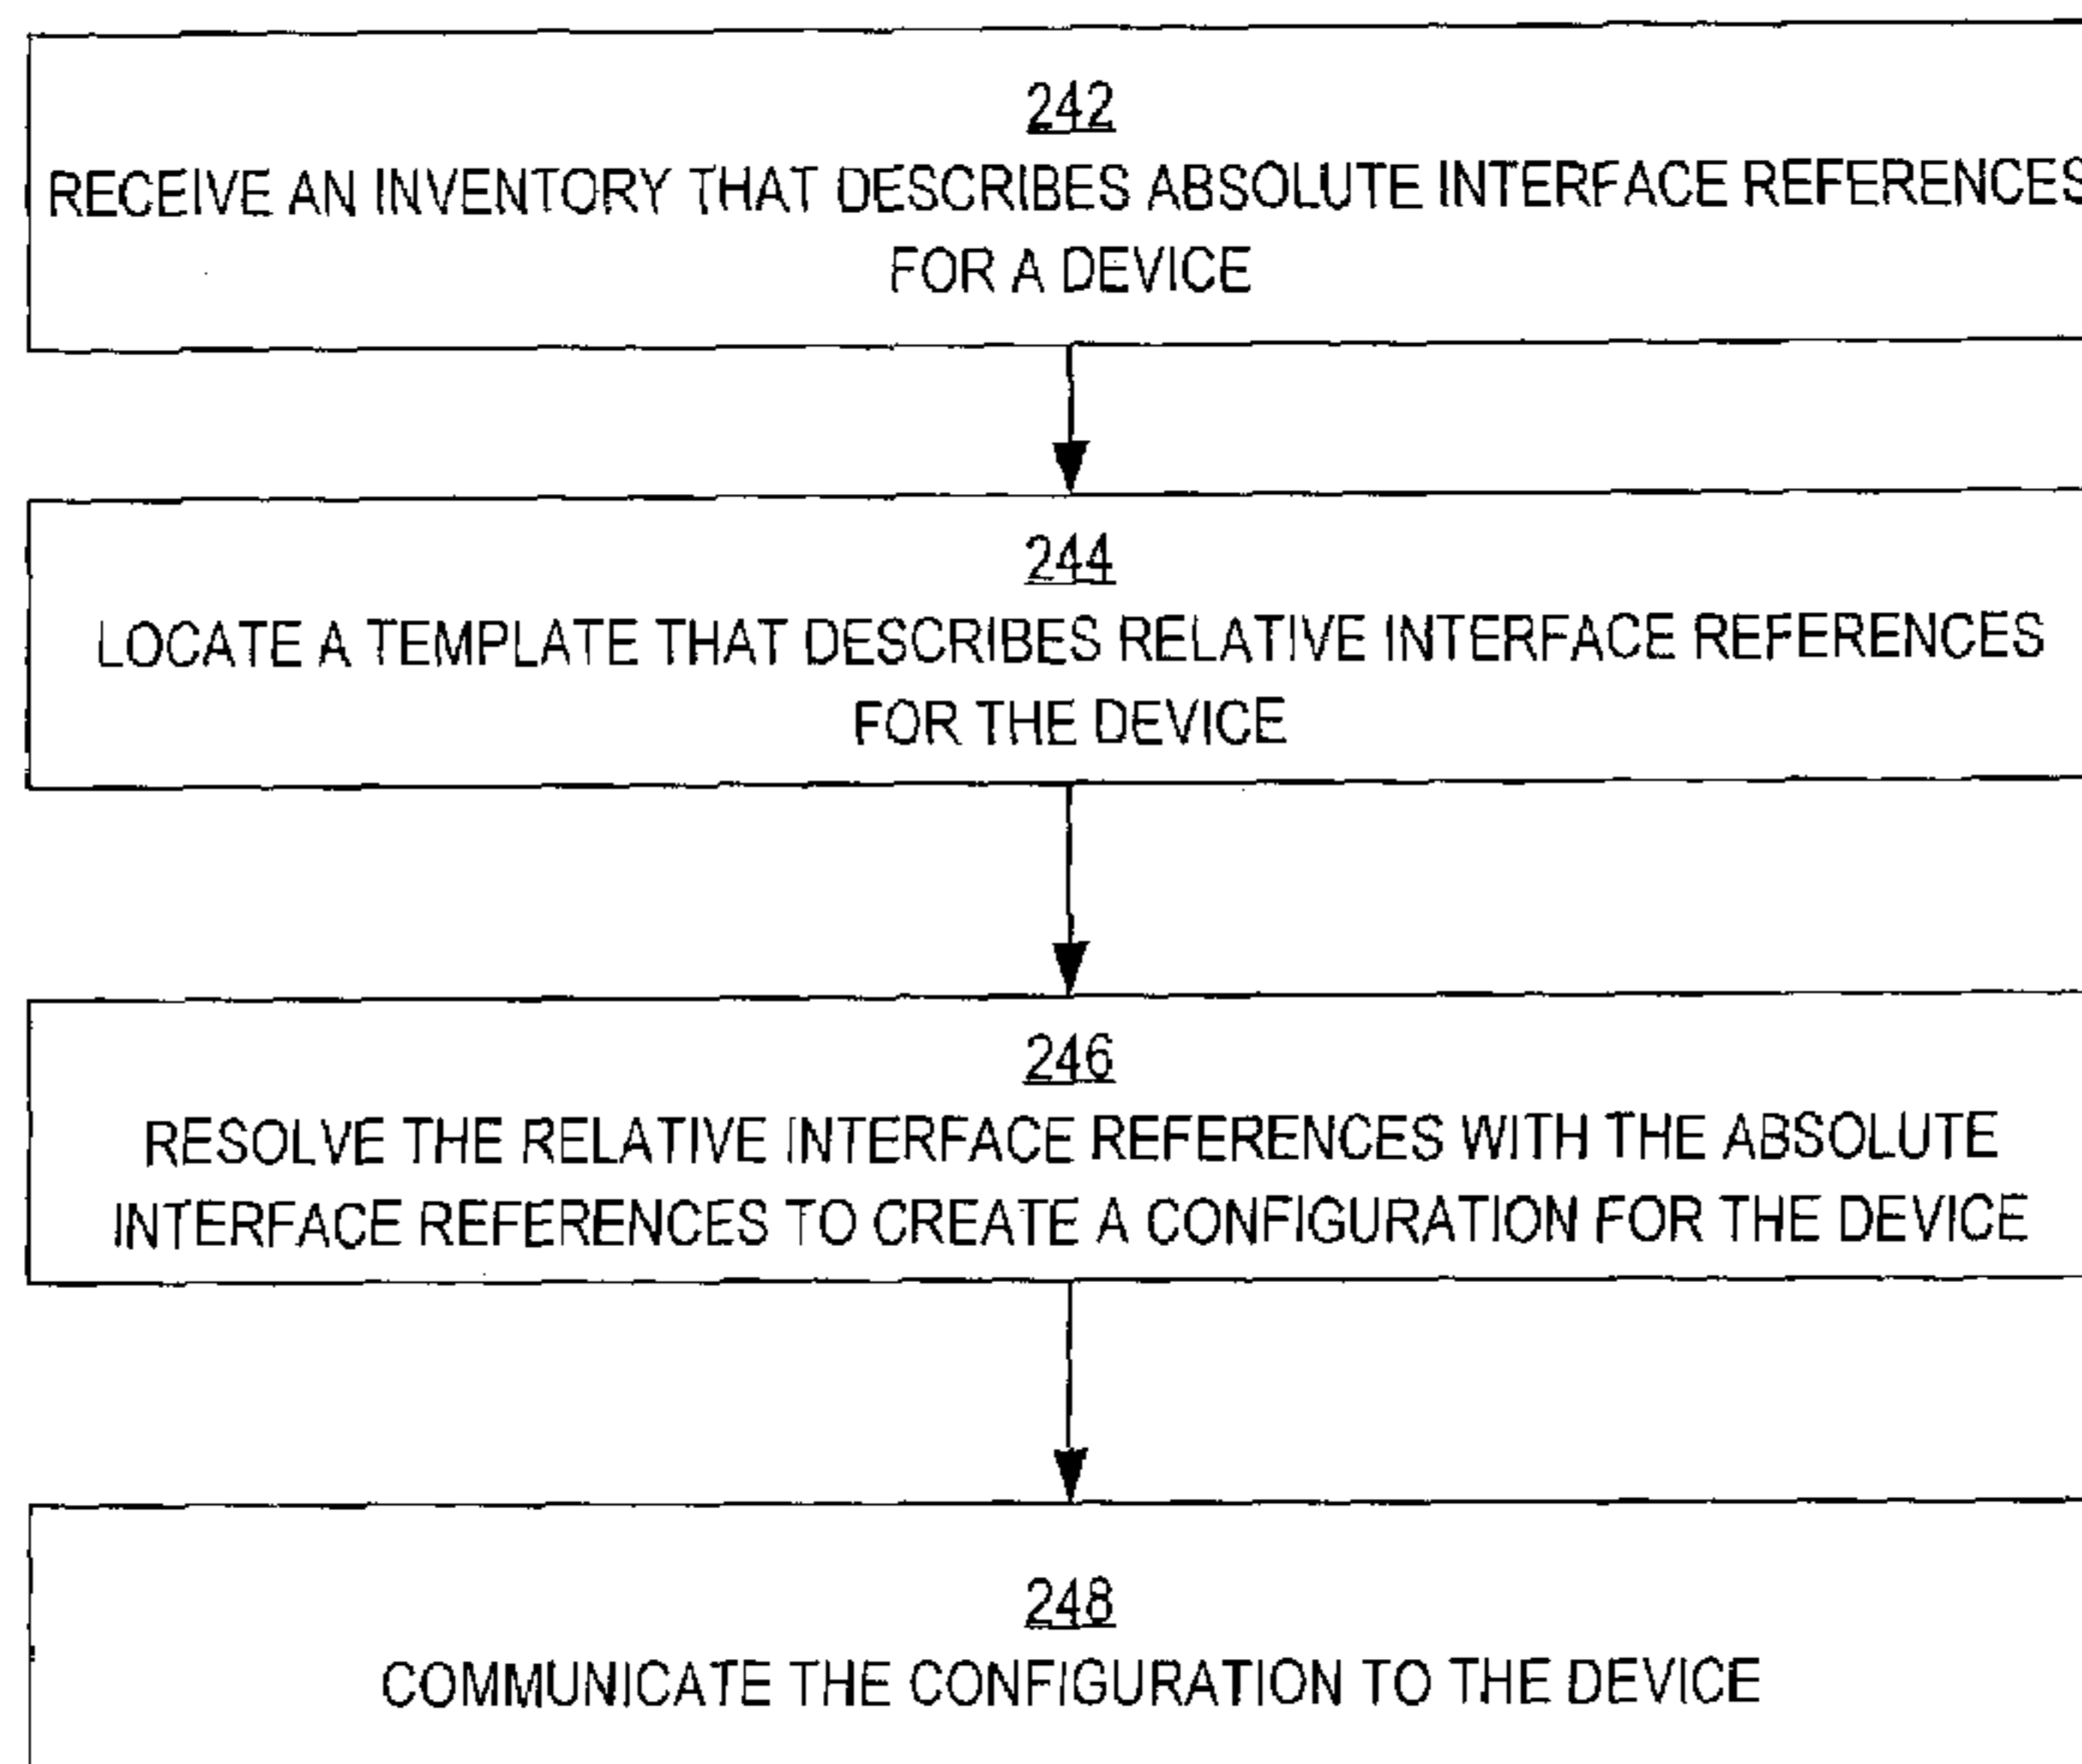 242
RECEIVE AN INVENTORY THAT DESCRIBES ABSOLUTE INTERFACE REFERENCES
FOR A DEVICE
244
LOCATE A TEMPLATE THAT DESCRIBES RELATIVE INTERFACE REFERENCES
FOR THE DEVICE
246
RESOLVE THE RELATIVE INTERFACE REFERENCES WITH THE ABSOLUTE
INTERFACE REFERENCES TO CREATE A CONFIGURATION FOR THE DEVICE
248
COMMUNICATE THE CONFIGURATION TO THE DEVICE